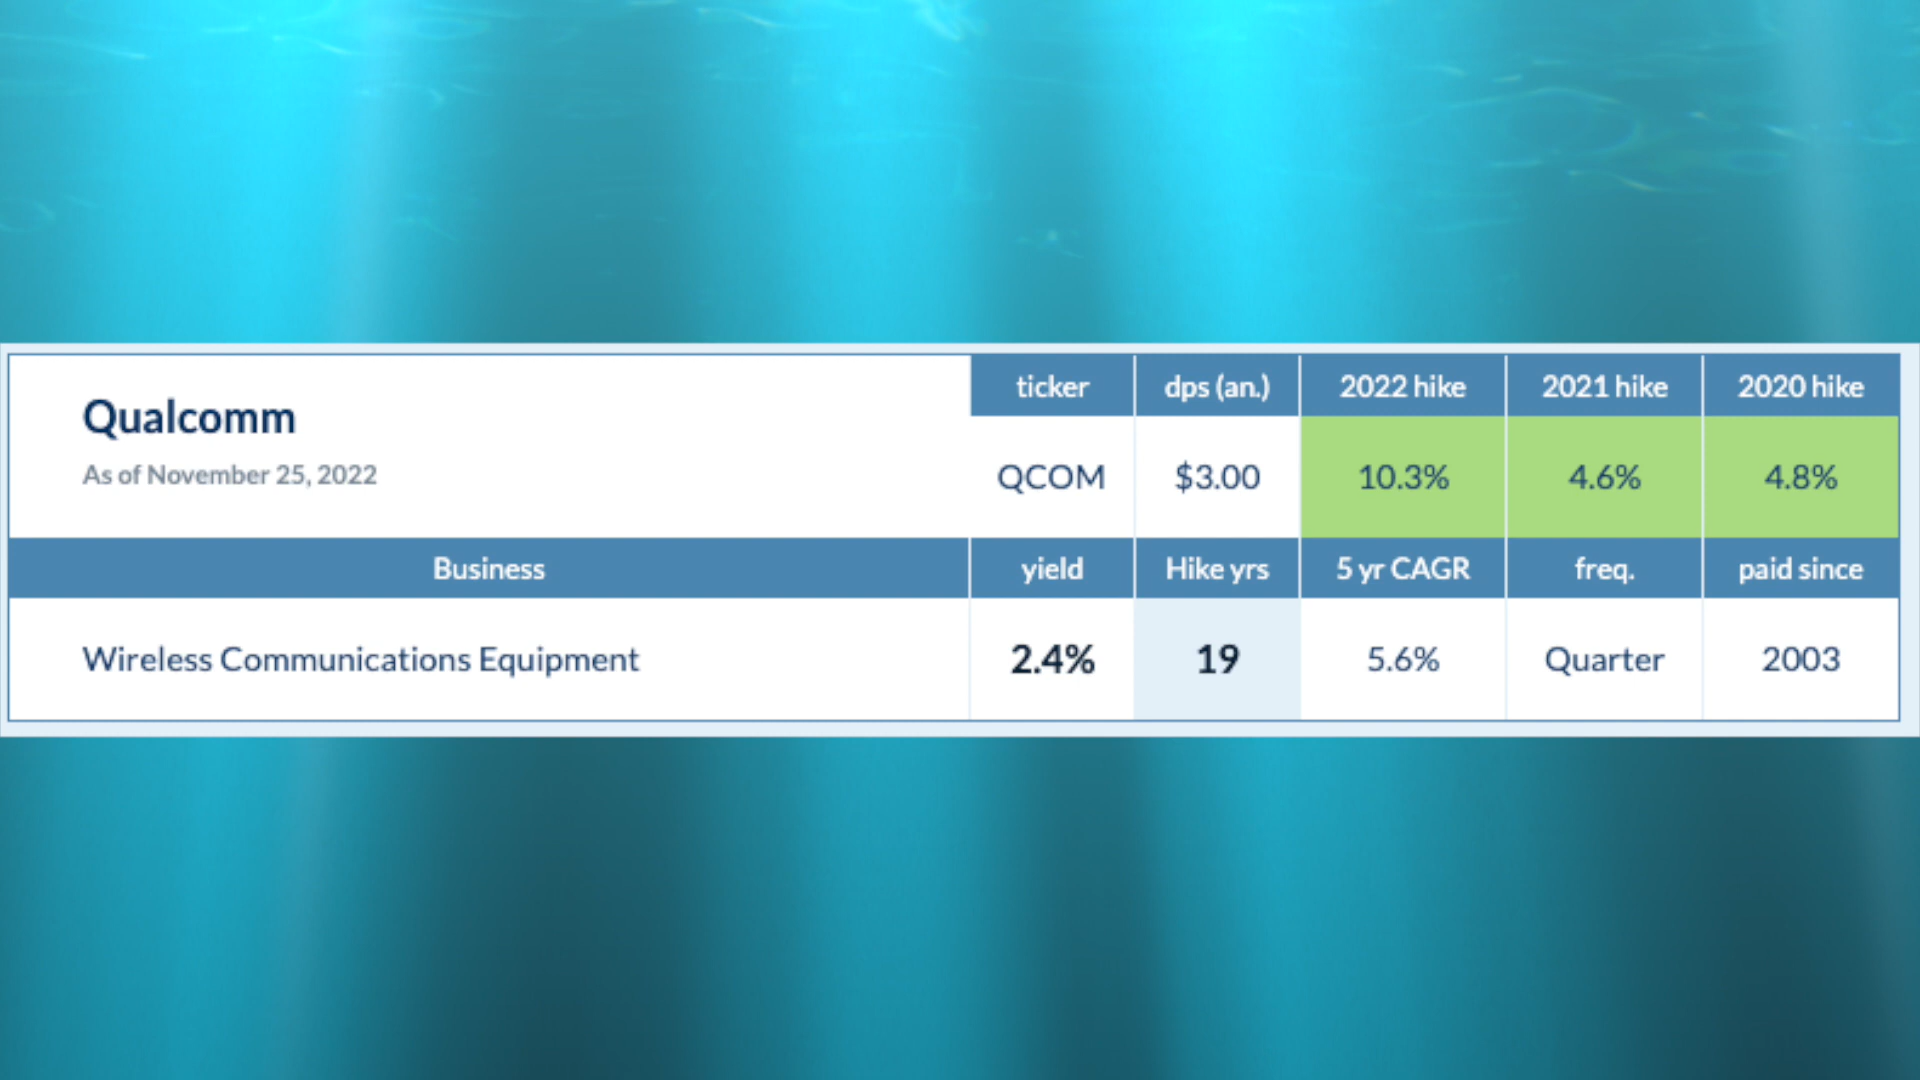 Qualcomm
As of November 25, 2022
ticker dps (an.) 2022 hike 2021 hike 2020 hike
QCOM $3.00 10.3% 4.6% 4.8%
Business yield Hike yrs 5 yr CAGR freq. paid since
Wireless Communications Equipment 2.4% 19 5.6% Quarter 2003